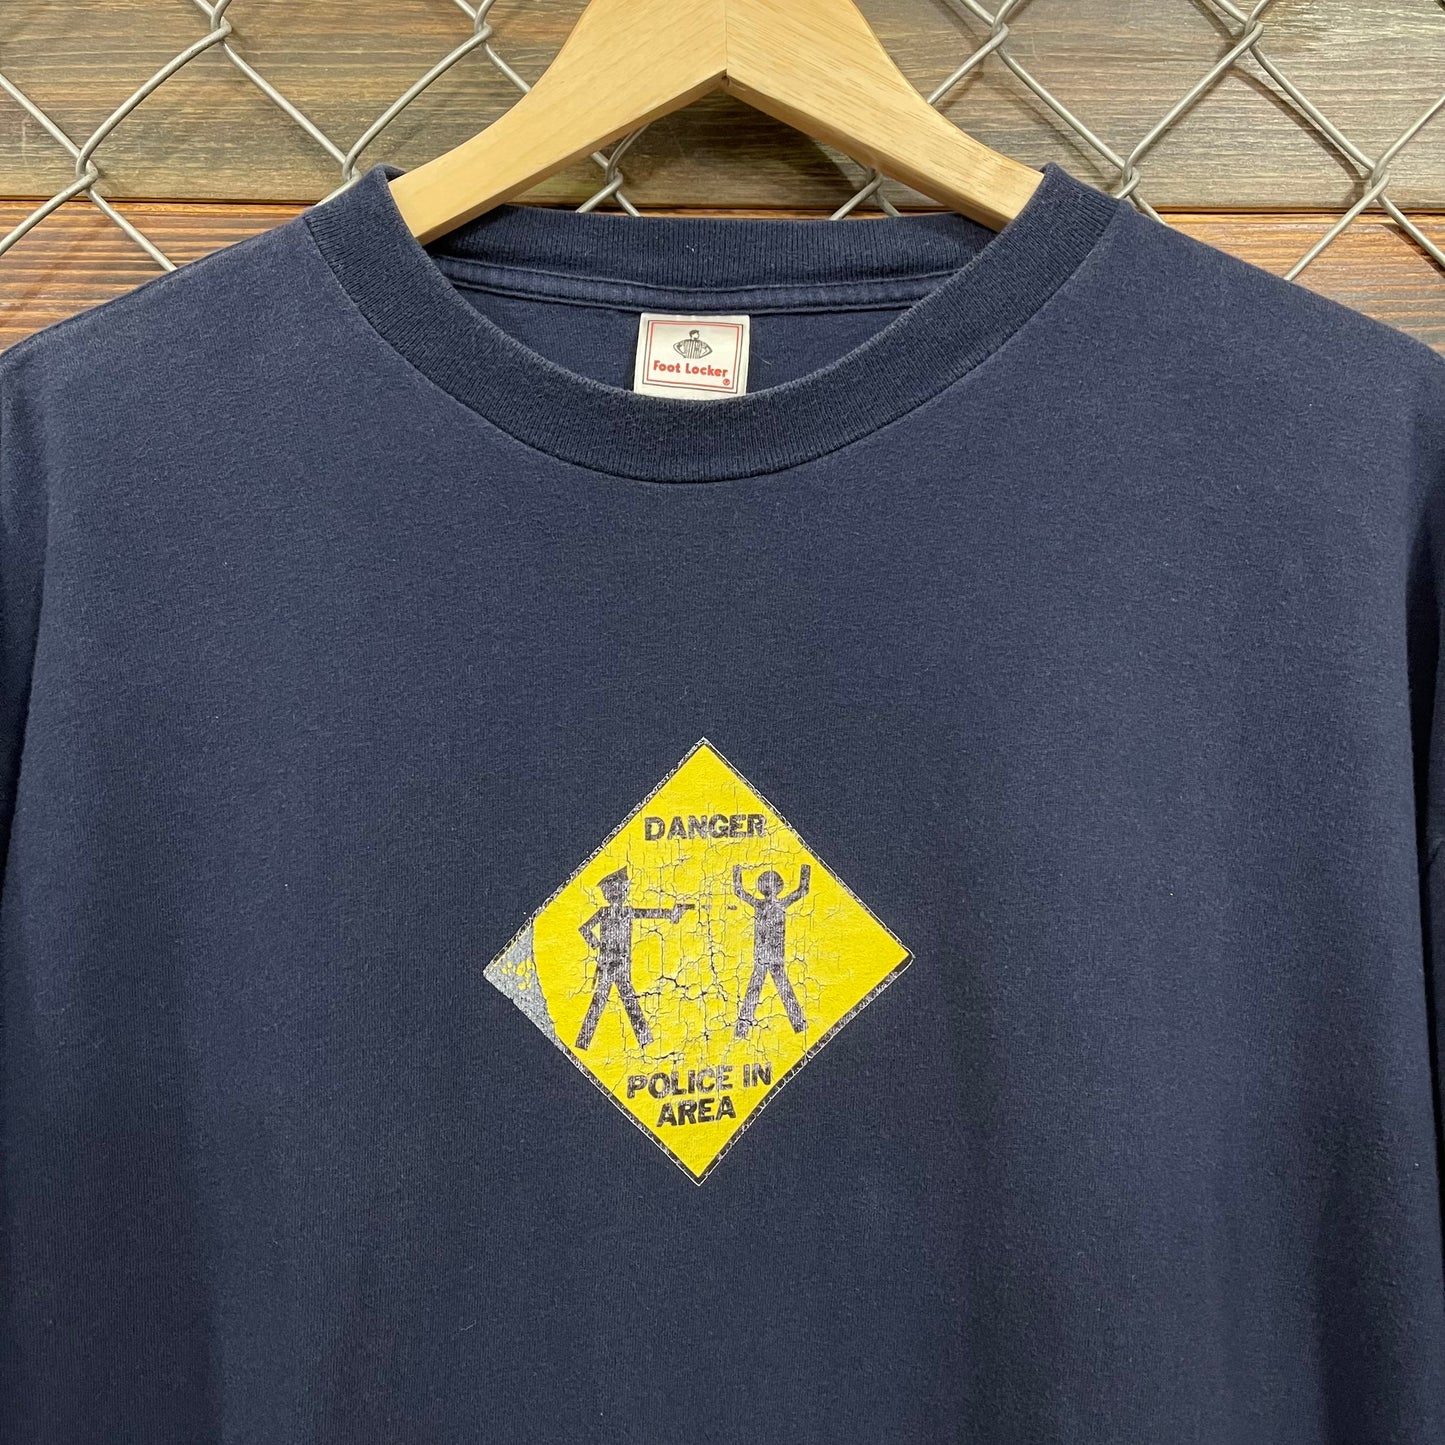 Foot Locker
®
DANGER
POLICE IN
AREA